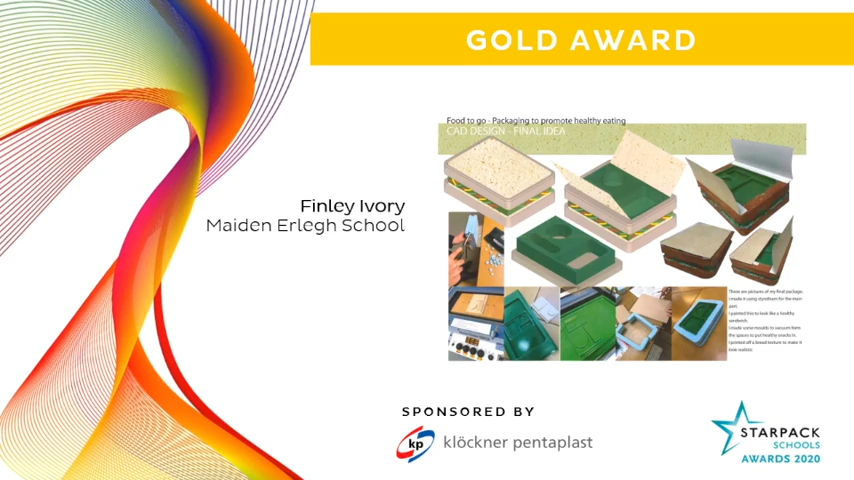 GOLD AWARD
Food to go - Packaging to promote healthy eating
CAD DESIGN - FINAL IDEA
Finley Ivory
Maiden Erlegh School
These are pictures of my final package.
I made it using styrofoam for the main
part.
I painted this to look like a healthy
sandwich.
I made some moulds to vacuum form
the spaces to put healthy snacks in.
I printed off a bread texture to make it
look realistic
SPONSORED BY
kp klöckner pentaplast
STARPACK
SCHOOLS
AWARDS 2020